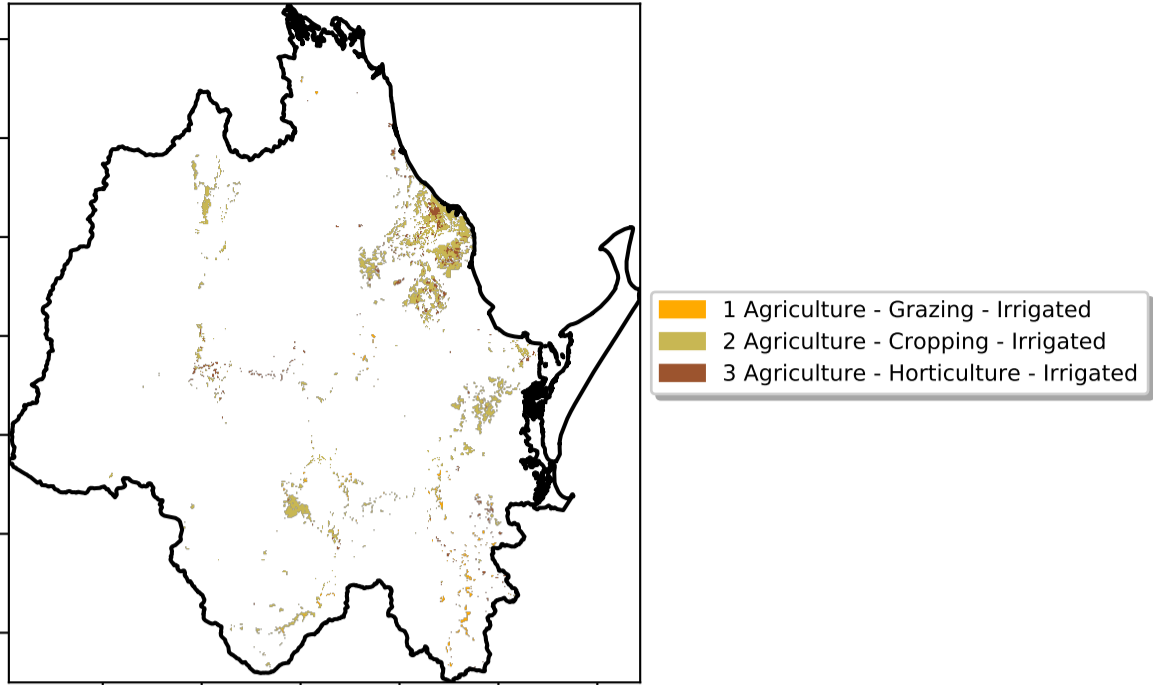 1 Agriculture - Grazing - Irrigated
2 Agriculture - Cropping - Irrigated
3 Agriculture - Horticulture - Irrigated